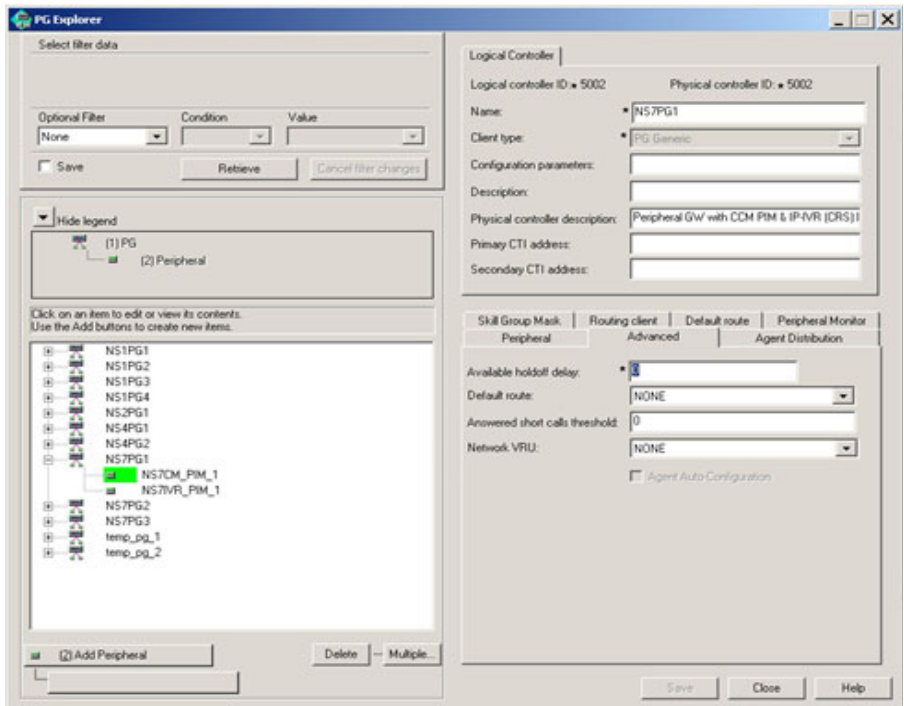 PG Explorer
Select filter data
Optional Filter Condition Value
None
Save Retrieve Cancel filter changes
Hide legend
(1) PG
(2) Peripheral
Click on an item to edit or view its contents.
Use the Add buttons to create new items.
NS1PG1
NS1PG2
NS1PG3
NS1PG4
NS2PG1
NS4PG1
NS4PG2
NS7PG1
NS7CM_PIM_1
NS7IVR_PIM_1
NS7PG2
NS7PG3
temp_pg_1
temp_pg_2
(2) Add Peripheral
Delete Multiple...
Logical Controller
Logical controller ID: * 5002 Physical controller ID: * 5002
Name: * NS7PG1
Client type: * PG Generic
Configuration parameters:
Description:
Physical controller description: Peripheral GW with CCM PIM & IP-IVR (CRS)
Primary CTI address:
Secondary CTI address:
Skill Group Mask Routing client Default route Peripheral Monitor
Peripheral Advanced Agent Distribution
Available holdoff delay: * 0
Default route: NONE
Answered short calls threshold: 0
Network VRU: NONE
Agent Auto-Configuration
Save Close Help